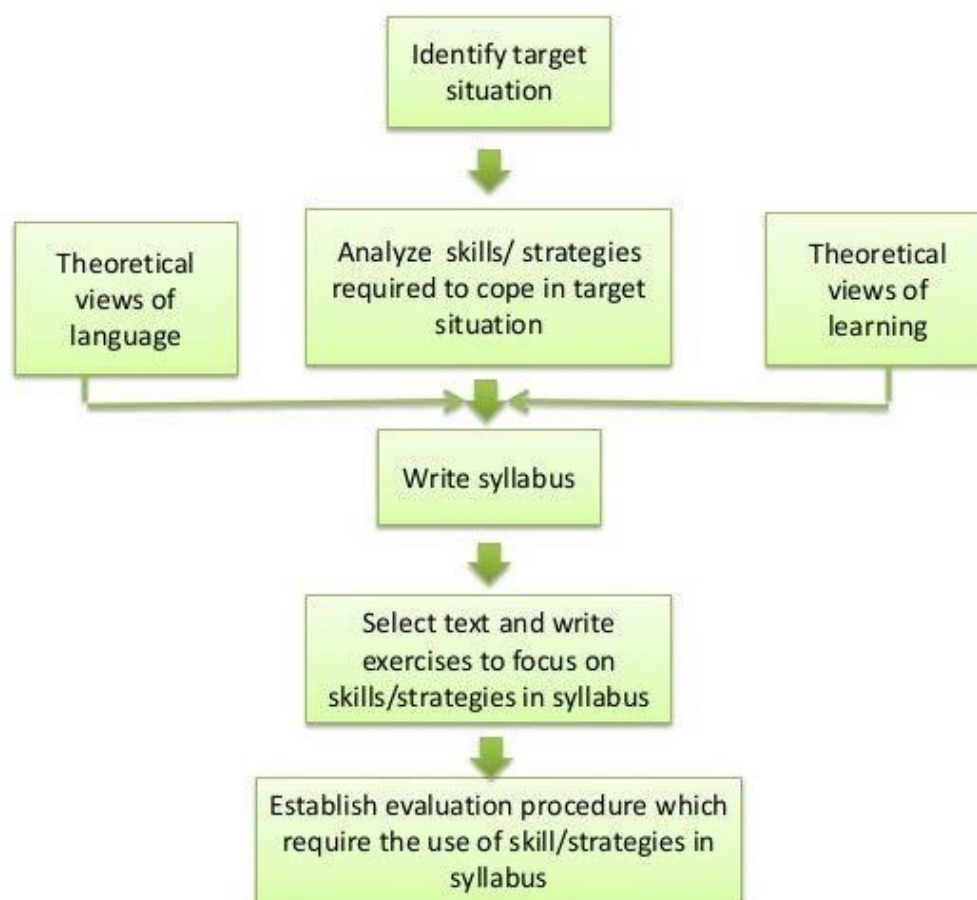 Identify target
situation
Theoretical
views of
language
Analyze skills/ strategies
required to cope in target
situation
Theoretical
views of
learning
Write syllabus
Select text and write
exercises to focus on
skills/strategies in syllabus
Establish evaluation procedure which
require the use of skill/strategies in
syllabus